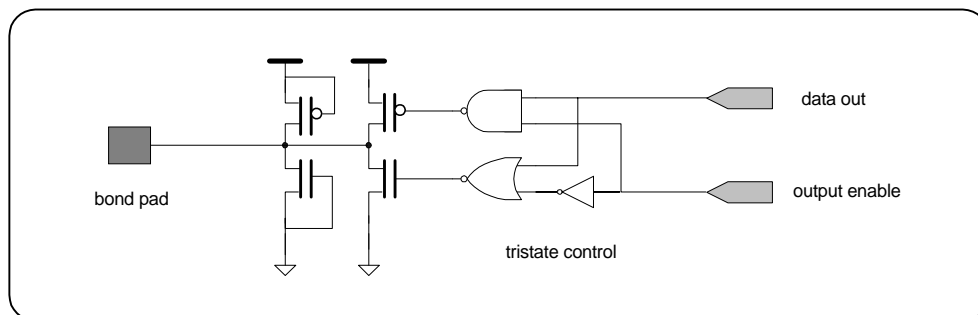 data out
bond pad
output enable
tristate control